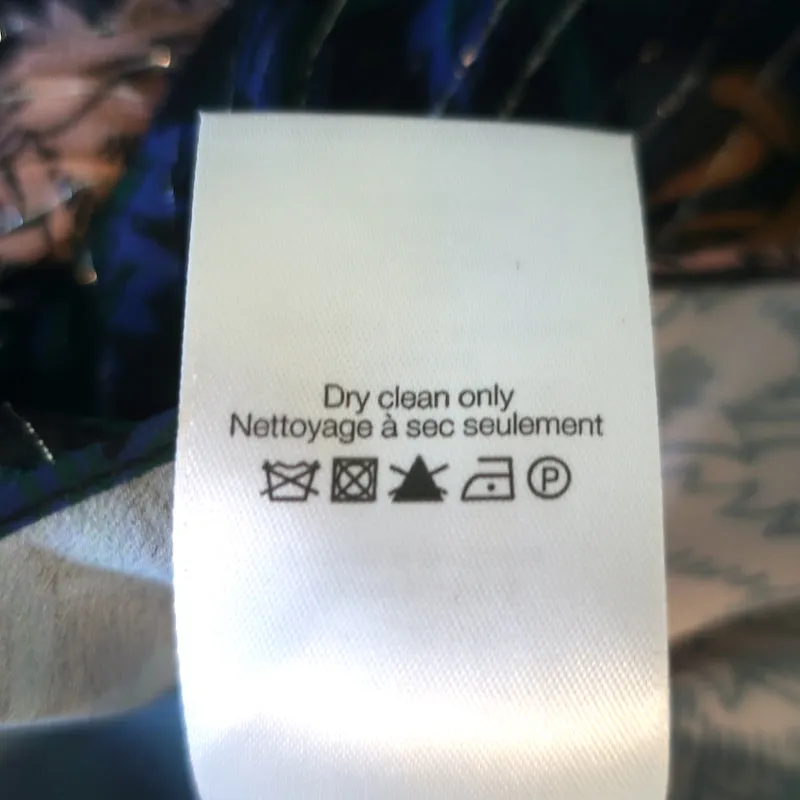 Dry clean only
Nettoyage à sec seulement
P